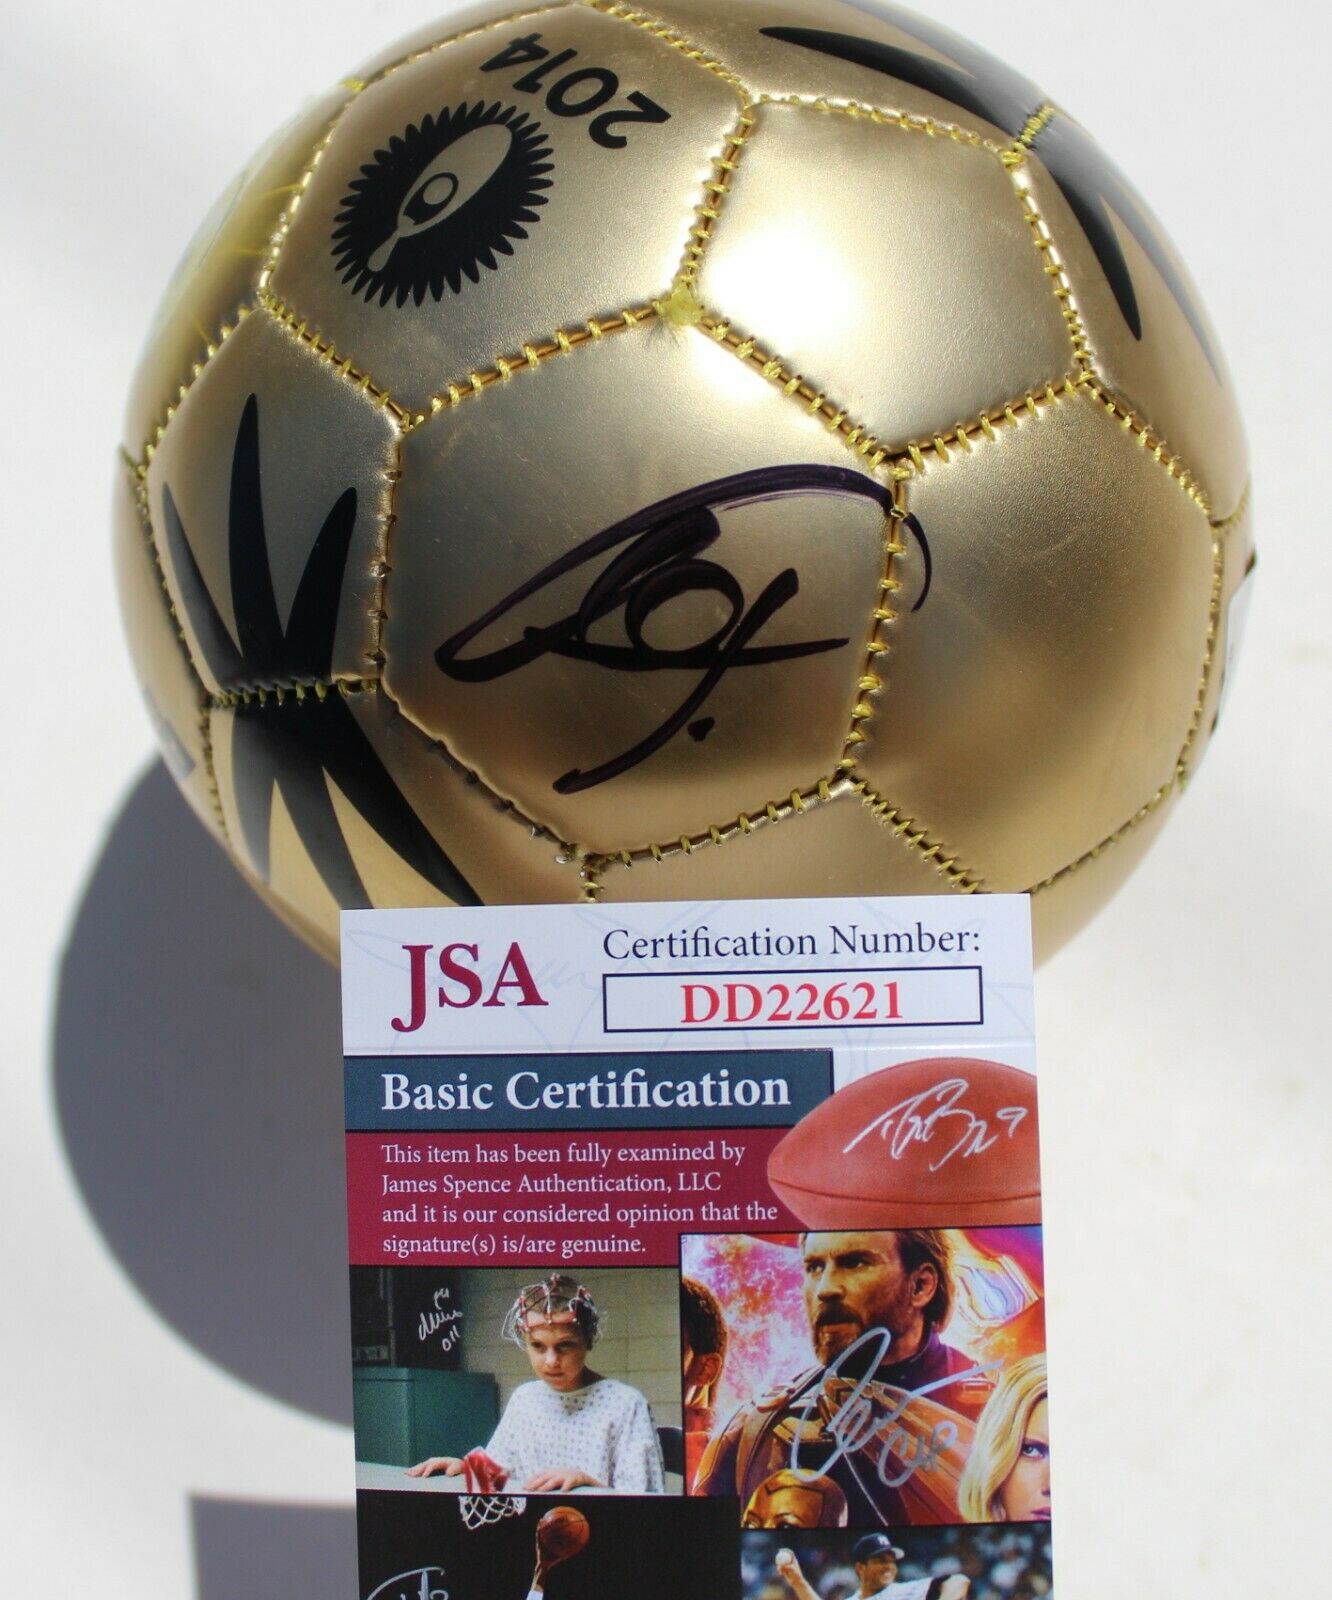 2014
JSA
Certification Number:
DD22621
Basic Certification
This item has been fully examined by
James Spence Authentication, LLC
and it is our considered opinion that the
signature(s) is/are genuine.
011